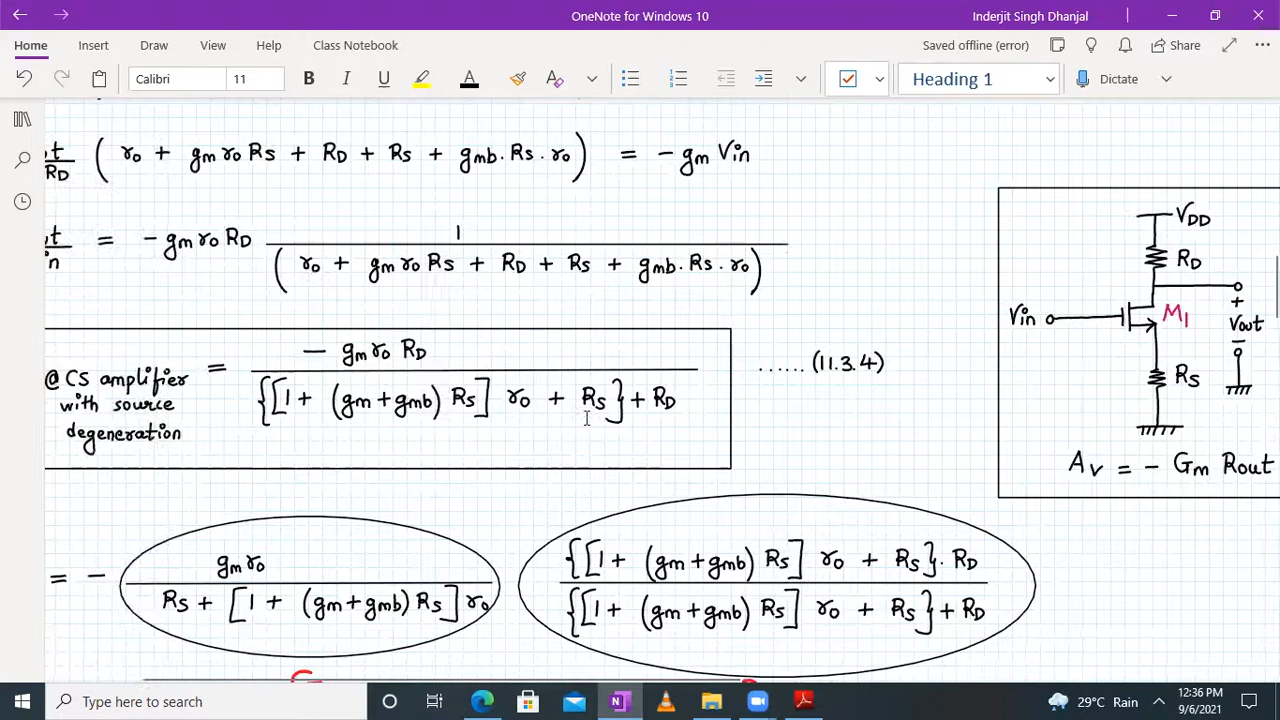 OneNote for Windows 10
Inderjit Singh Dhanjal
Home Insert Draw View Help Class Notebook
Saved offline (error)
Share
Calibri 11 B I U A Heading 1 Dictate
t/RD ( ro + gm ro Rs + RD + Rs + gmb. Rs. ro ) = - gm Vin
t/in = - gm ro RD 1/( ro + gm ro Rs + RD + Rs + gmb. Rs. ro )
@ CS amplifier
with source
degeneration
= - gm ro RD / {[1 + (gm + gmb) Rs] ro + Rs} + RD ...... (11.3.4)
= - gm ro / Rs + [1 + (gm + gmb) Rs] ro {[1 + (gm + gmb) Rs] ro + Rs}. RD / {[1 + (gm + gmb) Rs] ro + Rs} + RD
VDD
RD
Vin
M1
+
Vout
-
Rs
Av = - Gm Rout
Type here to search
29°C Rain
12:36 PM
9/6/2021